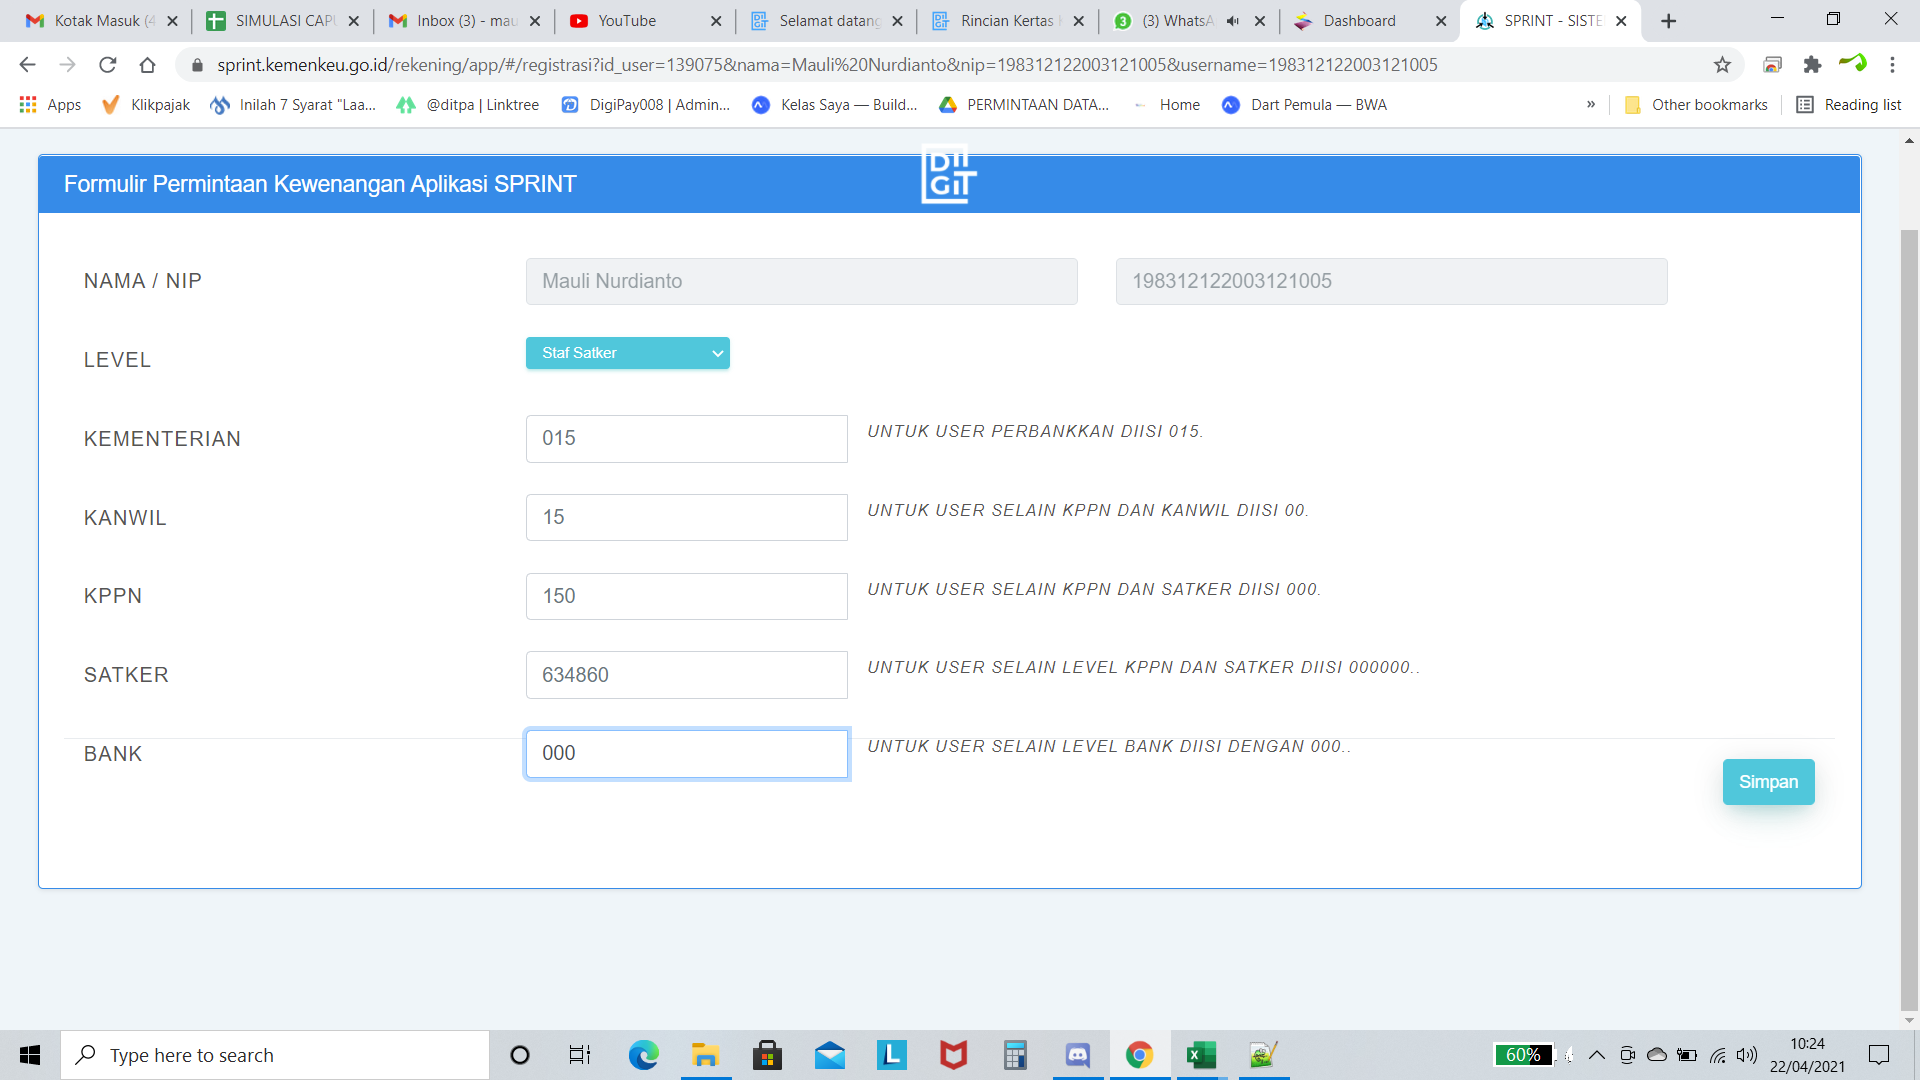 Kotak Masuk (4
SIMULASI CAPU
Inbox (3) - mau
YouTube
Selamat datang
Rincian Kertas
(3) WhatsA
Dashboard
SPRINT - SISTE
sprint.kemenkeu.go.id/rekening/app/#/registrasi?id_user=139075&nama=Mauli%20Nurdianto&nip=198312122003121005&username=198312122003121005
Apps
Klikpajak
Inilah 7 Syarat "Laa...
@ditpa | Linktree
DigiPay008 | Admin...
Kelas Saya — Build...
PERMINTAAN DATA...
Home
Dart Pemula — BWA
»
Other bookmarks
Reading list
Formulir Permintaan Kewenangan Aplikasi SPRINT
DIGIT
NAMA / NIP
Mauli Nurdianto
198312122003121005
LEVEL
Staf Satker
KEMENTERIAN
015
UNTUK USER PERBANKKAN DIISI 015.
KANWIL
15
UNTUK USER SELAIN KPPN DAN KANWIL DIISI 00.
KPPN
150
UNTUK USER SELAIN KPPN DAN SATKER DIISI 000.
SATKER
634860
UNTUK USER SELAIN LEVEL KPPN DAN SATKER DIISI 000000..
BANK
000
UNTUK USER SELAIN LEVEL BANK DIISI DENGAN 000..
Simpan
Type here to search
L
60%
10:24
22/04/2021